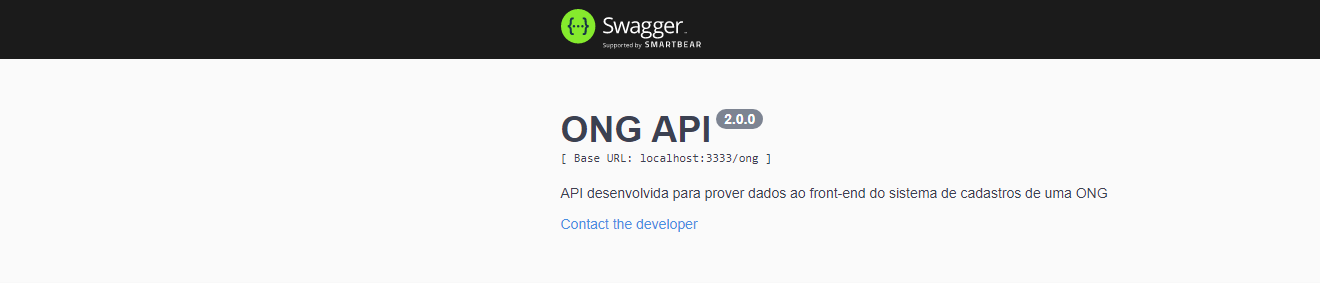 Swagger
Supported by SMARTBEAR
ONG API 2.0.0
[ Base URL: localhost:3333/ong ]
API desenvolvida para prover dados ao front-end do sistema de cadastros de uma ONG
Contact the developer